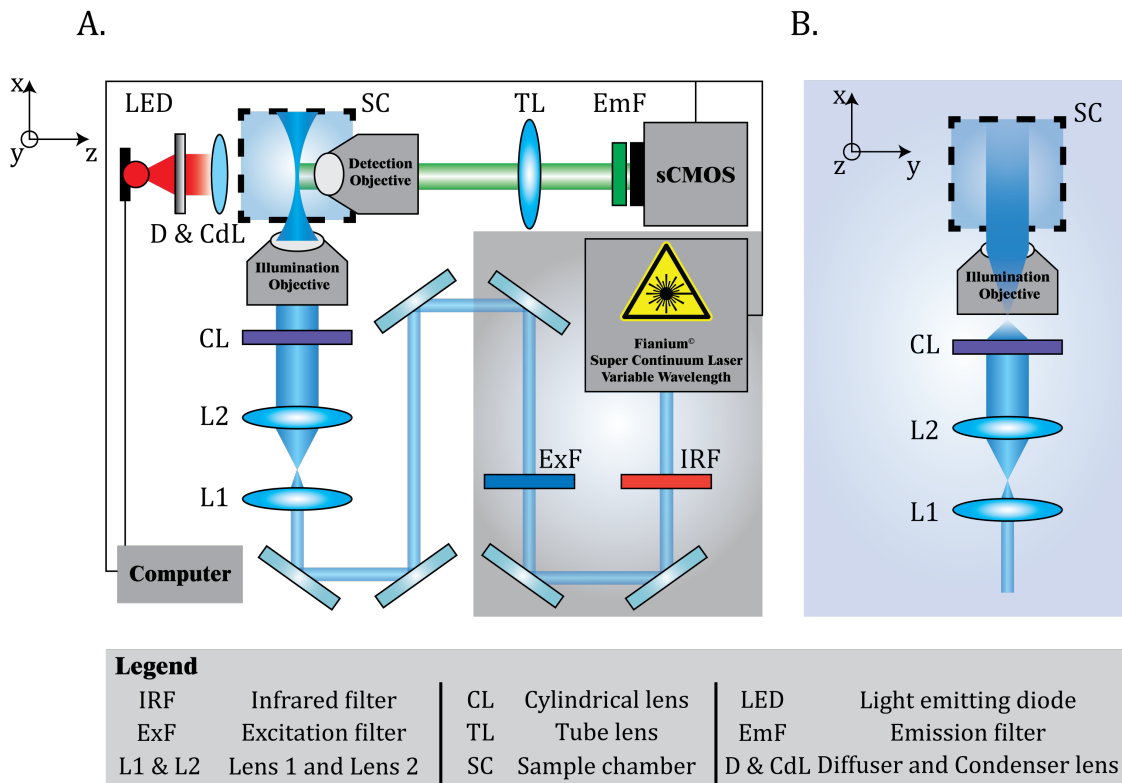 A.
B.
x
y
z
LED
SC
TL
EmF
Detection
Objective
sCMOS
D & CdL
Illumination
Objective
CL
L2
L1
Fianium©
Super Continuum Laser
Variable Wavelength
ExF
IRF
Computer
x
z
y
SC
Illumination
Objective
CL
L2
L1
Legend
IRF Infrared filter
ExF Excitation filter
L1 & L2 Lens 1 and Lens 2
CL Cylindrical lens
TL Tube lens
SC Sample chamber
LED Light emitting diode
EmF Emission filter
D & CdL Diffuser and Condenser lens